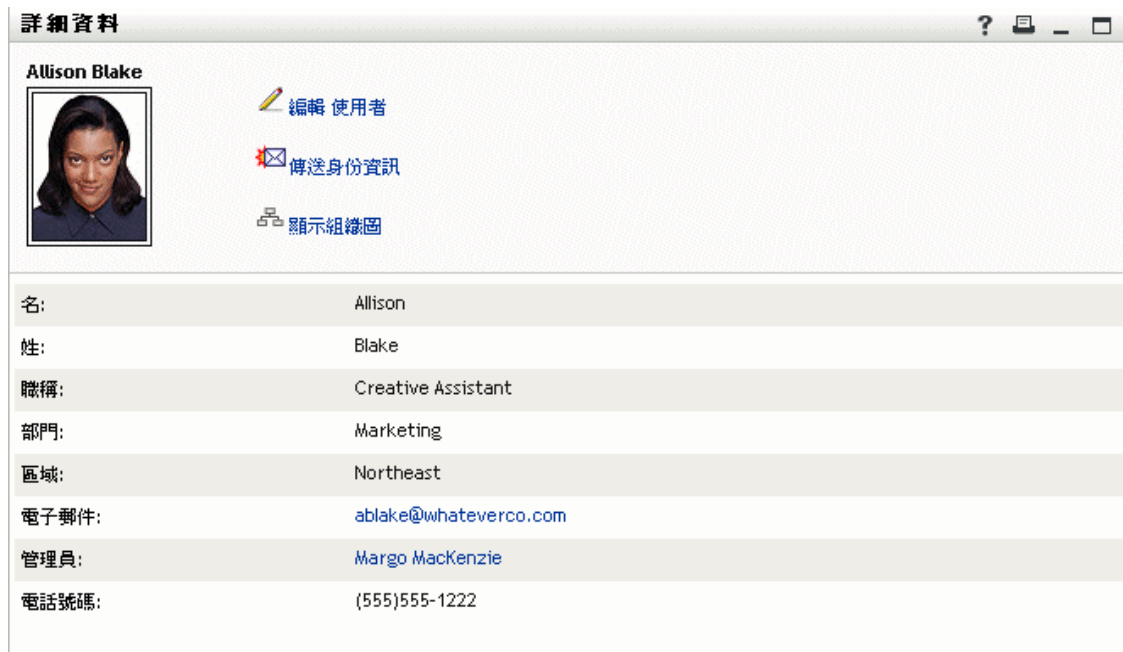 詳細資料 ?
Allison Blake
編輯 使用者
傳送身份資訊
顯示組織圖
名: Allison
姓: Blake
職稱: Creative Assistant
部門: Marketing
區域: Northeast
電子郵件: ablake@whateverco.com
管理員: Margo MacKenzie
電話號碼: (555)555-1222